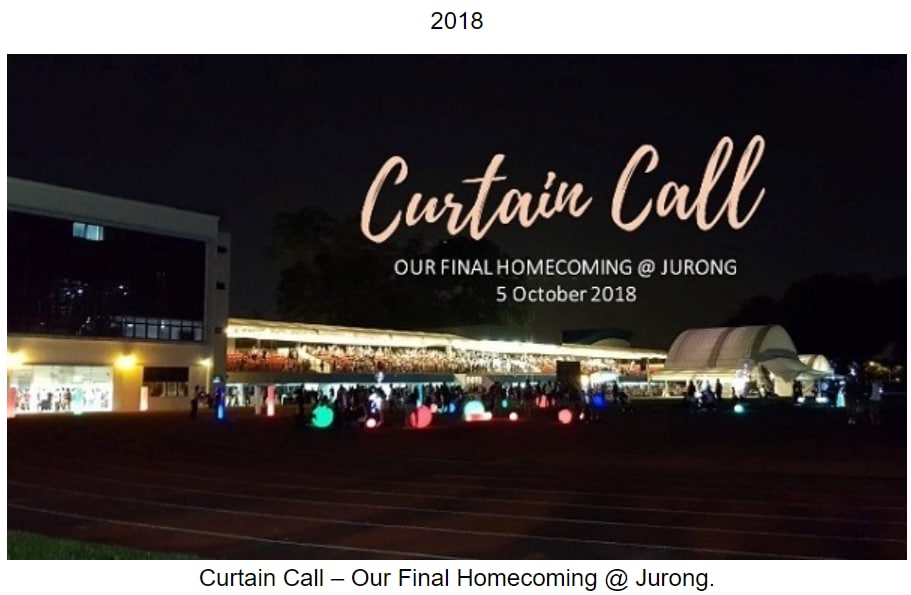 2018
Curtain Call
OUR FINAL HOMECOMING @ JURONG
5 October 2018
Curtain Call – Our Final Homecoming @ Jurong.